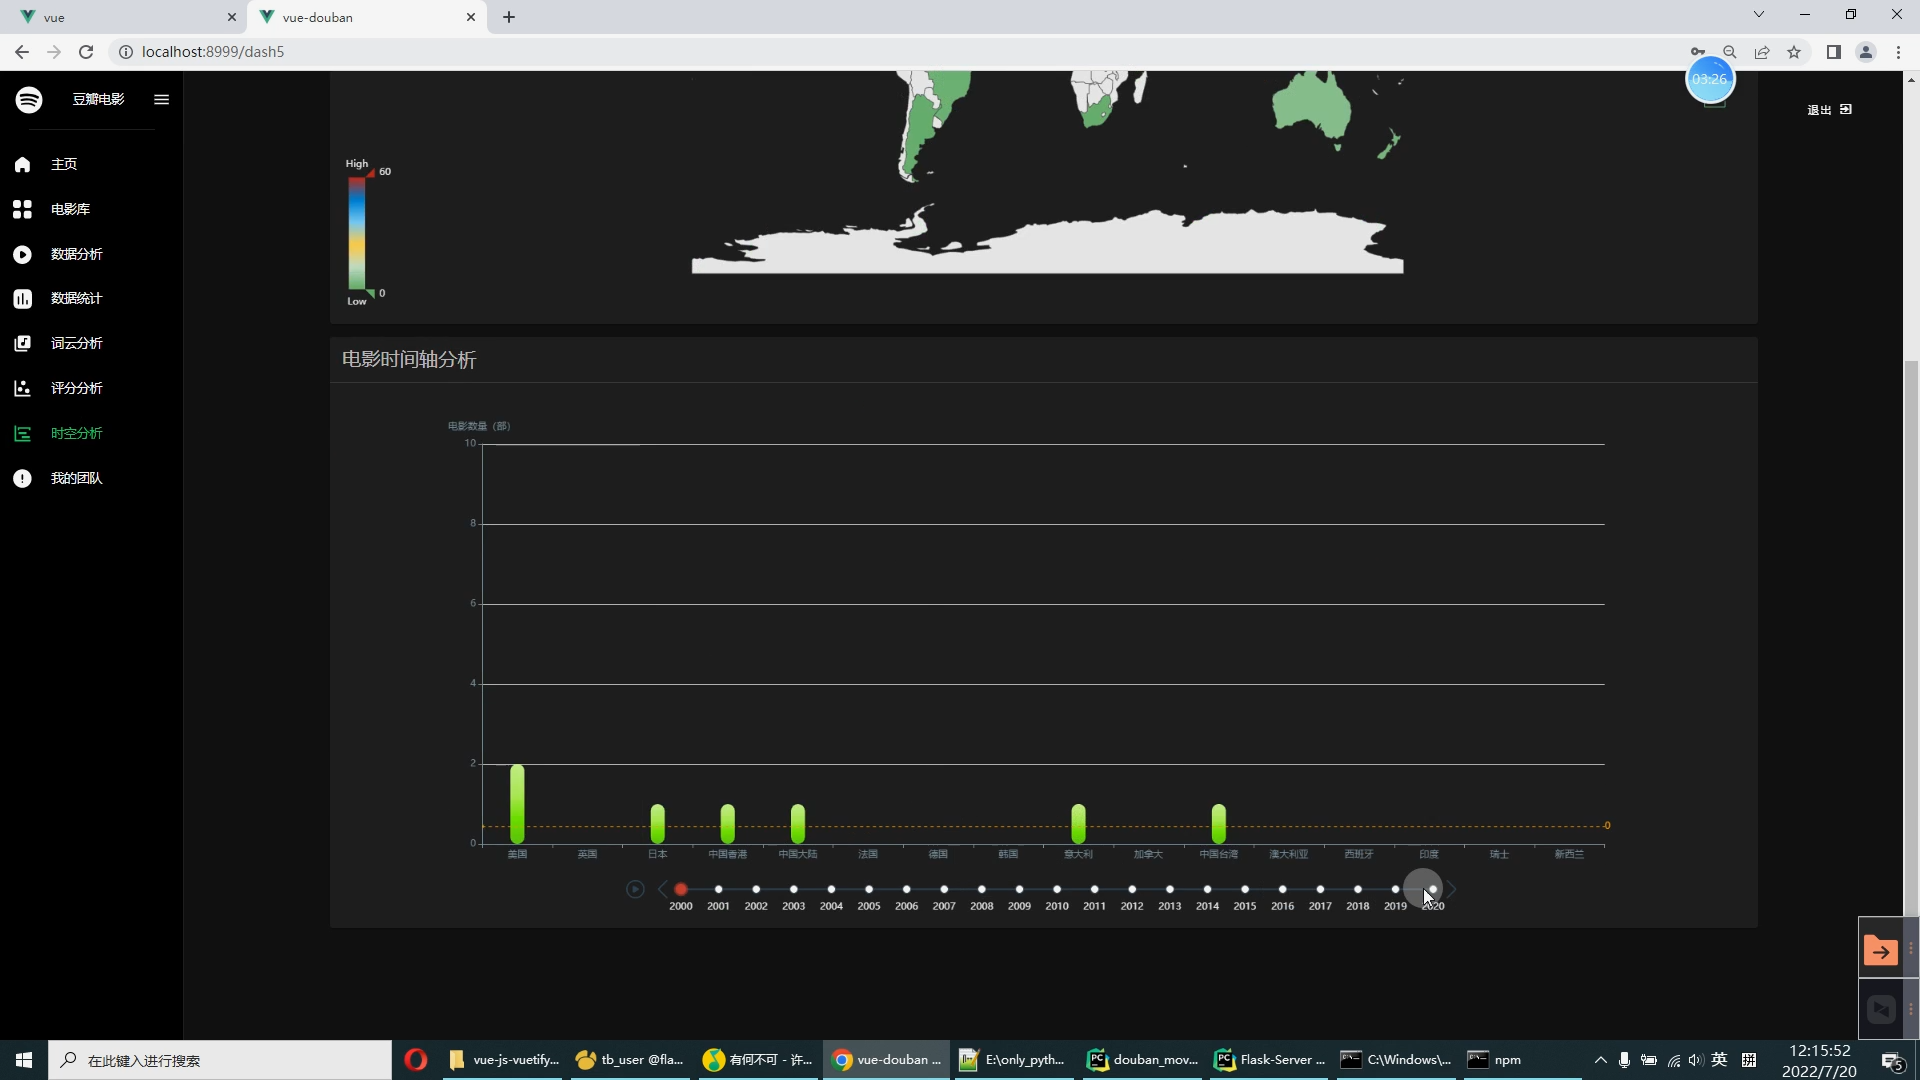 vue
vue-douban
localhost:8999/dash5
03:26
豆瓣电影
退出
主页
电影库
数据分析
数据统计
词云分析
评分分析
时空分析
我的团队
High
60
0
Low
电影时间轴分析
电影数量（部）
10
8
6
4
2
0
0
美国 英国 日本 中国香港 中国大陆 法国 德国 韩国 意大利 加拿大 中国台湾 澳大利亚 西班牙 印度 瑞士 新西兰
2000 2001 2002 2003 2004 2005 2006 2007 2008 2009 2010 2011 2012 2013 2014 2015 2016 2017 2018 2019 2020
在此键入进行搜索
vue-js-vuetify...
tb_user @fla...
有何不可 - 许...
vue-douban ...
E:\only_pyth...
douban_mov...
Flask-Server ...
C:\Windows\...
npm
英
拼
12:15:52
2022/7/20
5